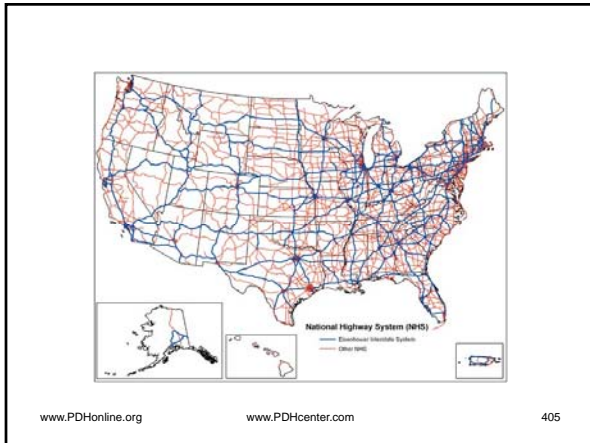 National Highway System (NHS)
Eisenhower Interstate System
Other NHS
www.PDHonline.org www.PDHcenter.com 405